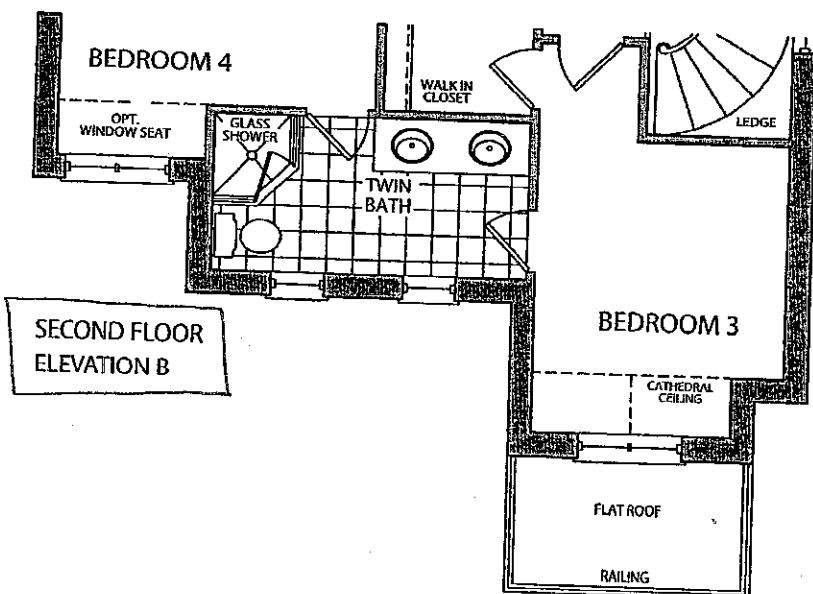 BEDROOM 4
OPT.
WINDOW SEAT
GLASS
SHOWER
WALK IN
CLOSET
LEDGE
TWIN
BATH
SECOND FLOOR
ELEVATION B
BEDROOM 3
CATHEDRAL
CEILING
FLAT ROOF
RAILING